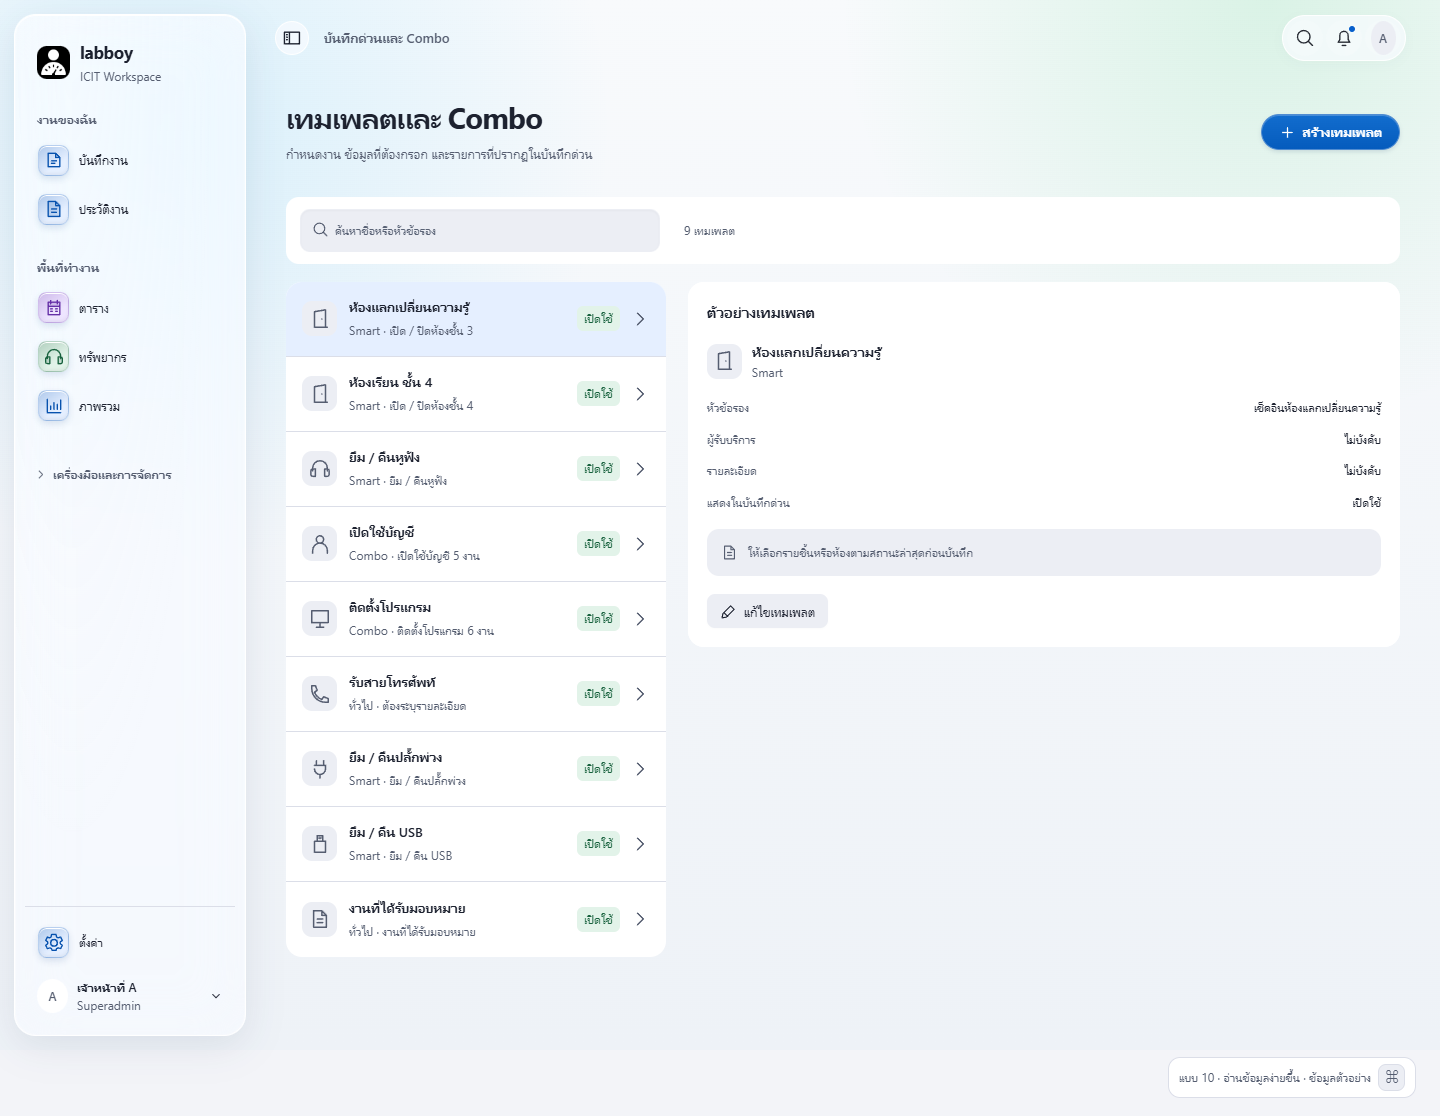 labboy
ICIT Workspace
งานของฉัน
บันทึกงาน
ประวัติงาน
พื้นที่ทำงาน
ตาราง
ทรัพยากร
ภาพรวม
เครื่องมือและการจัดการ
ตั้งค่า
A
เจ้าหน้าที่ A
Superadmin
บันทึกด่วนและ Combo
A
เทมเพลตและ Combo
กำหนดงาน ข้อมูลที่ต้องกรอก และรายการที่ปรากฏในบันทึกด่วน
สร้างเทมเพลต
ค้นหาชื่อหรือหัวข้อรอง
9 เทมเพลต
ห้องแลกเปลี่ยนความรู้
Smart · เปิด / ปิดห้องชั้น 3
เปิดใช้
ห้องเรียน ชั้น 4
Smart · เปิด / ปิดห้องชั้น 4
เปิดใช้
ยืม / คืนหูฟัง
Smart · ยืม / คืนหูฟัง
เปิดใช้
เปิดใช้บัญชี
Combo · เปิดใช้บัญชี 5 งาน
เปิดใช้
ติดตั้งโปรแกรม
Combo · ติดตั้งโปรแกรม 6 งาน
เปิดใช้
รับสายโทรศัพท์
ทั่วไป · ต้องระบุรายละเอียด
เปิดใช้
ยืม / คืนปลั๊กพ่วง
Smart · ยืม / คืนปลั๊กพ่วง
เปิดใช้
ยืม / คืน USB
Smart · ยืม / คืน USB
เปิดใช้
งานที่ได้รับมอบหมาย
ทั่วไป · งานที่ได้รับมอบหมาย
เปิดใช้
ตัวอย่างเทมเพลต
ห้องแลกเปลี่ยนความรู้
Smart
หัวข้อรอง เช็คอินห้องแลกเปลี่ยนความรู้
ผู้รับบริการ ไม่บังคับ
รายละเอียด ไม่บังคับ
แสดงในบันทึกด่วน เปิดใช้
ให้เลือกรายชิ้นหรือห้องตามสถานะล่าสุดก่อนบันทึก
แก้ไขเทมเพลต
แบบ 10 · อ่านข้อมูลง่ายขึ้น · ข้อมูลตัวอย่าง ⌘